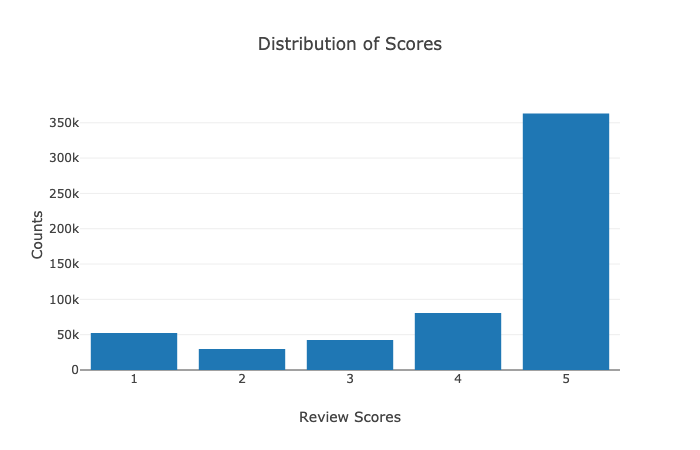 Distribution of Scores
350k
300k
250k
200k
150k
100k
50k
0
Counts
1 2 3 4 5
Review Scores